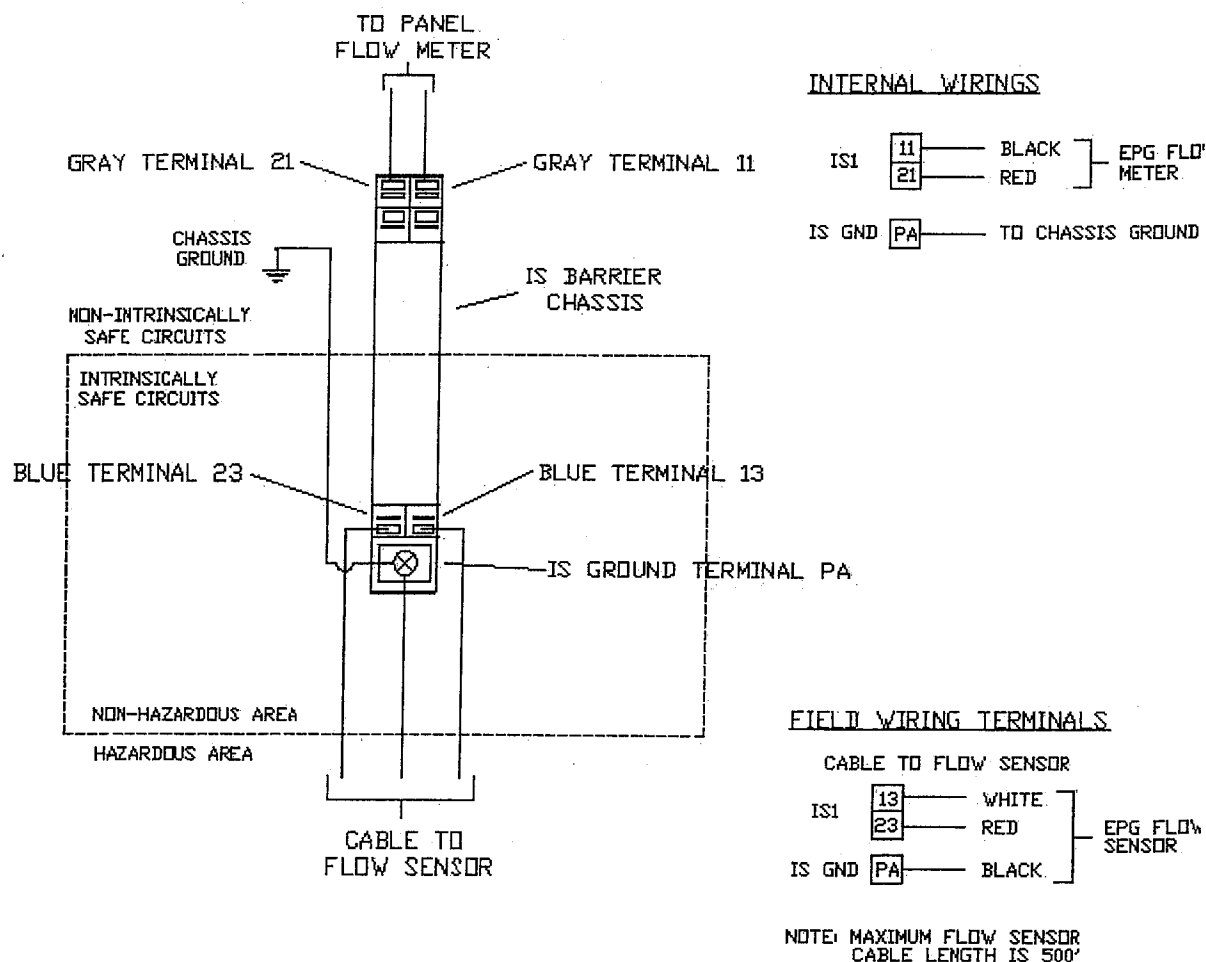 TO PANEL
FLOW METER
GRAY TERMINAL 21
GRAY TERMINAL 11
CHASSIS
GROUND
IS BARRIER
CHASSIS
NON-INTRINSICALLY
SAFE CIRCUITS
INTRINSICALLY
SAFE CIRCUITS
BLUE TERMINAL 23
BLUE TERMINAL 13
IS GROUND TERMINAL PA
NON-HAZARDOUS AREA
HAZARDOUS AREA
CABLE TO
FLOW SENSOR
INTERNAL WIRINGS
IS1
11 BLACK
21 RED
EPG FLO
METER
IS GND PA TO CHASSIS GROUND
FIELD WIRING TERMINALS
CABLE TO FLOW SENSOR
IS1
13 WHITE
23 RED
EPG FLOW
SENSOR
IS GND PA BLACK
NOTE: MAXIMUM FLOW SENSOR
CABLE LENGTH IS 500'